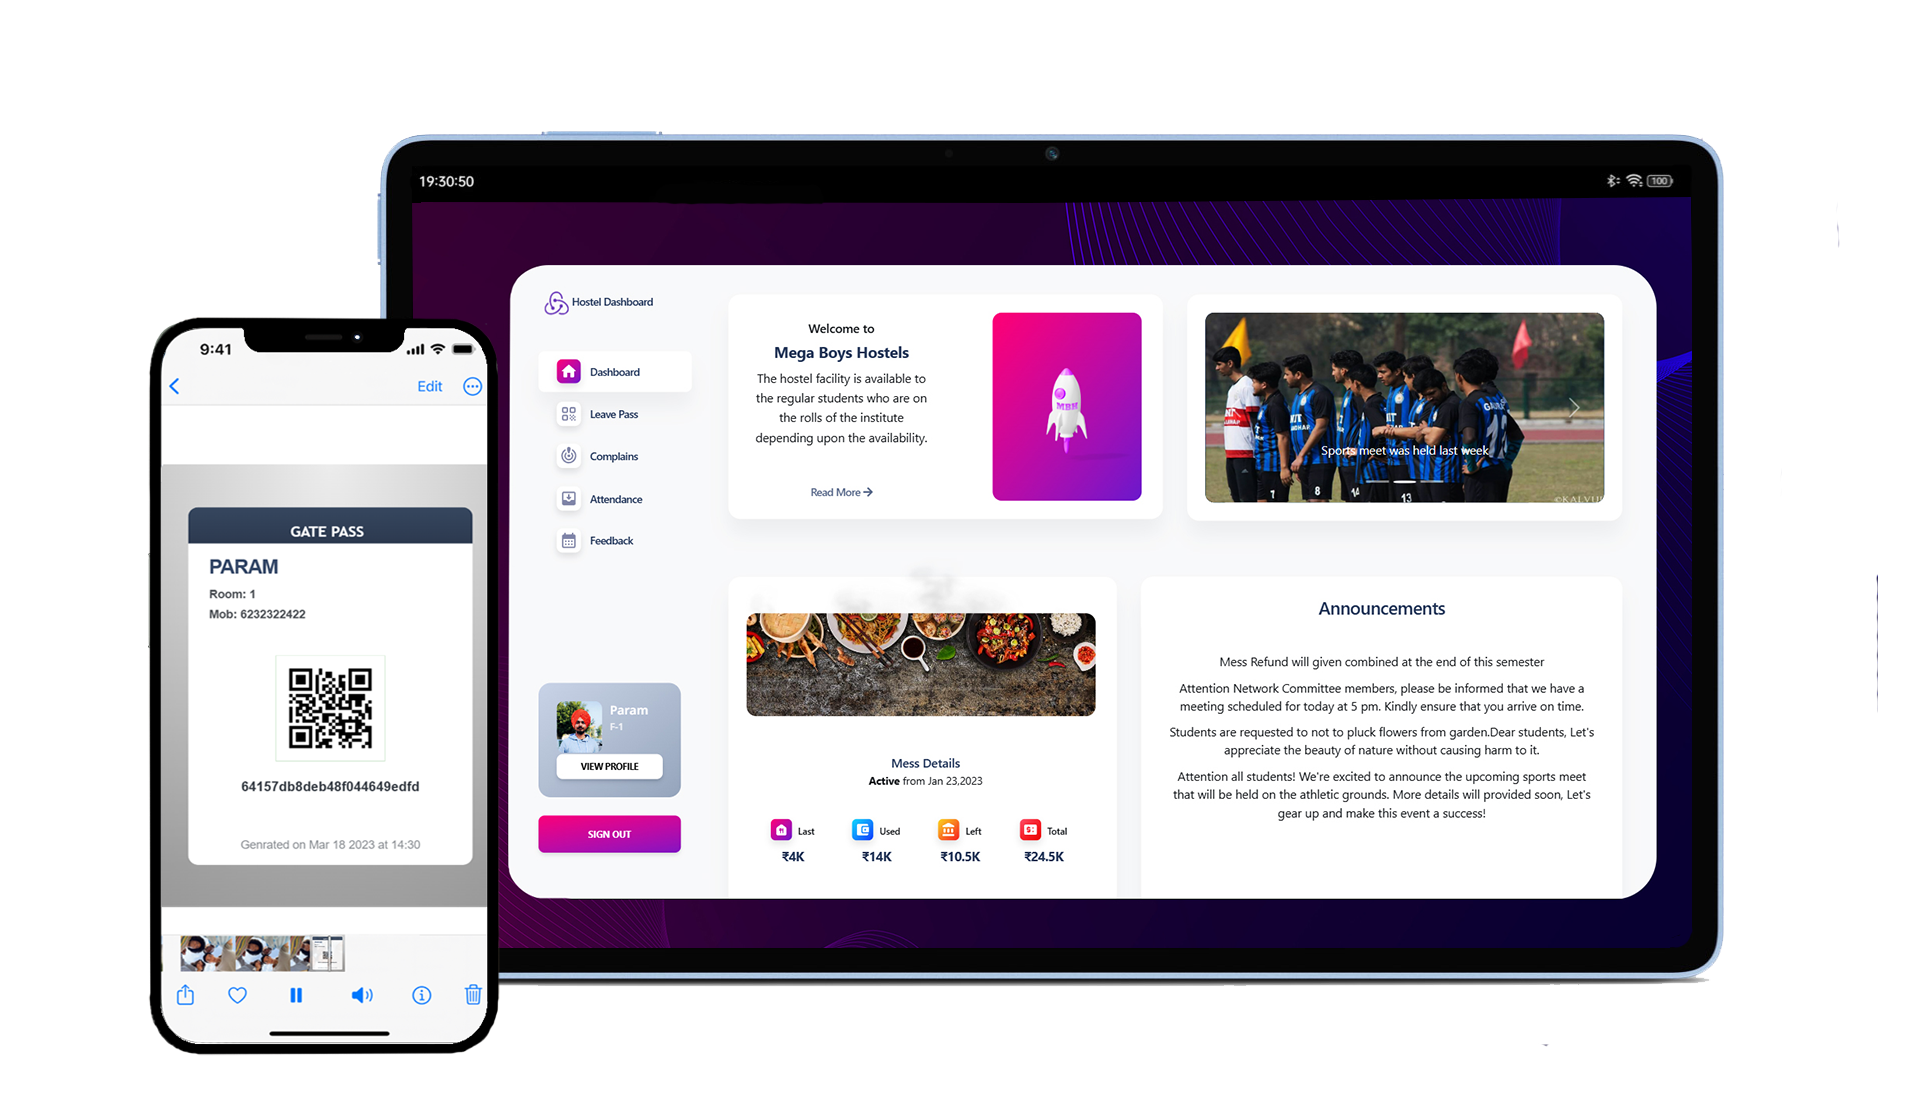 9:41
Edit
GATE PASS
PARAM
Room: 1
Mob: 6232322422
64157db8deb48f044649edfd
Genrated on Mar 18 2023 at 14:30
19:30:50
100
Hostel Dashboard
Dashboard
Leave Pass
Complains
Attendance
Feedback
Param
F-1
VIEW PROFILE
SIGN OUT
Welcome to
Mega Boys Hostels
The hostel facility is available to
the regular students who are on
the rolls of the institute
depending upon the availability.
Read More
MBH
Sports meet was held last week
7
8
14
13
Mess Details
Active from Jan 23,2023
Last
Used
Left
Total
₹4K
₹14K
₹10.5K
₹24.5K
Announcements
Mess Refund will given combined at the end of this semester
Attention Network Committee members, please be informed that we have a
meeting scheduled for today at 5 pm. Kindly ensure that you arrive on time.
Students are requested to not to pluck flowers from garden.Dear students, Let's
appreciate the beauty of nature without causing harm to it.
Attention all students! We're excited to announce the upcoming sports meet
that will be held on the athletic grounds. More details will provided soon, Let's
gear up and make this event a success!